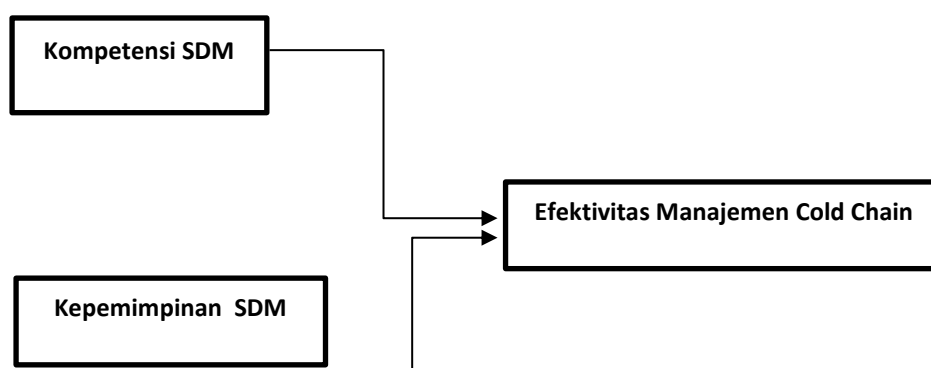 Kompetensi SDM
Efektivitas Manajemen Cold Chain
Kepemimpinan  SDM